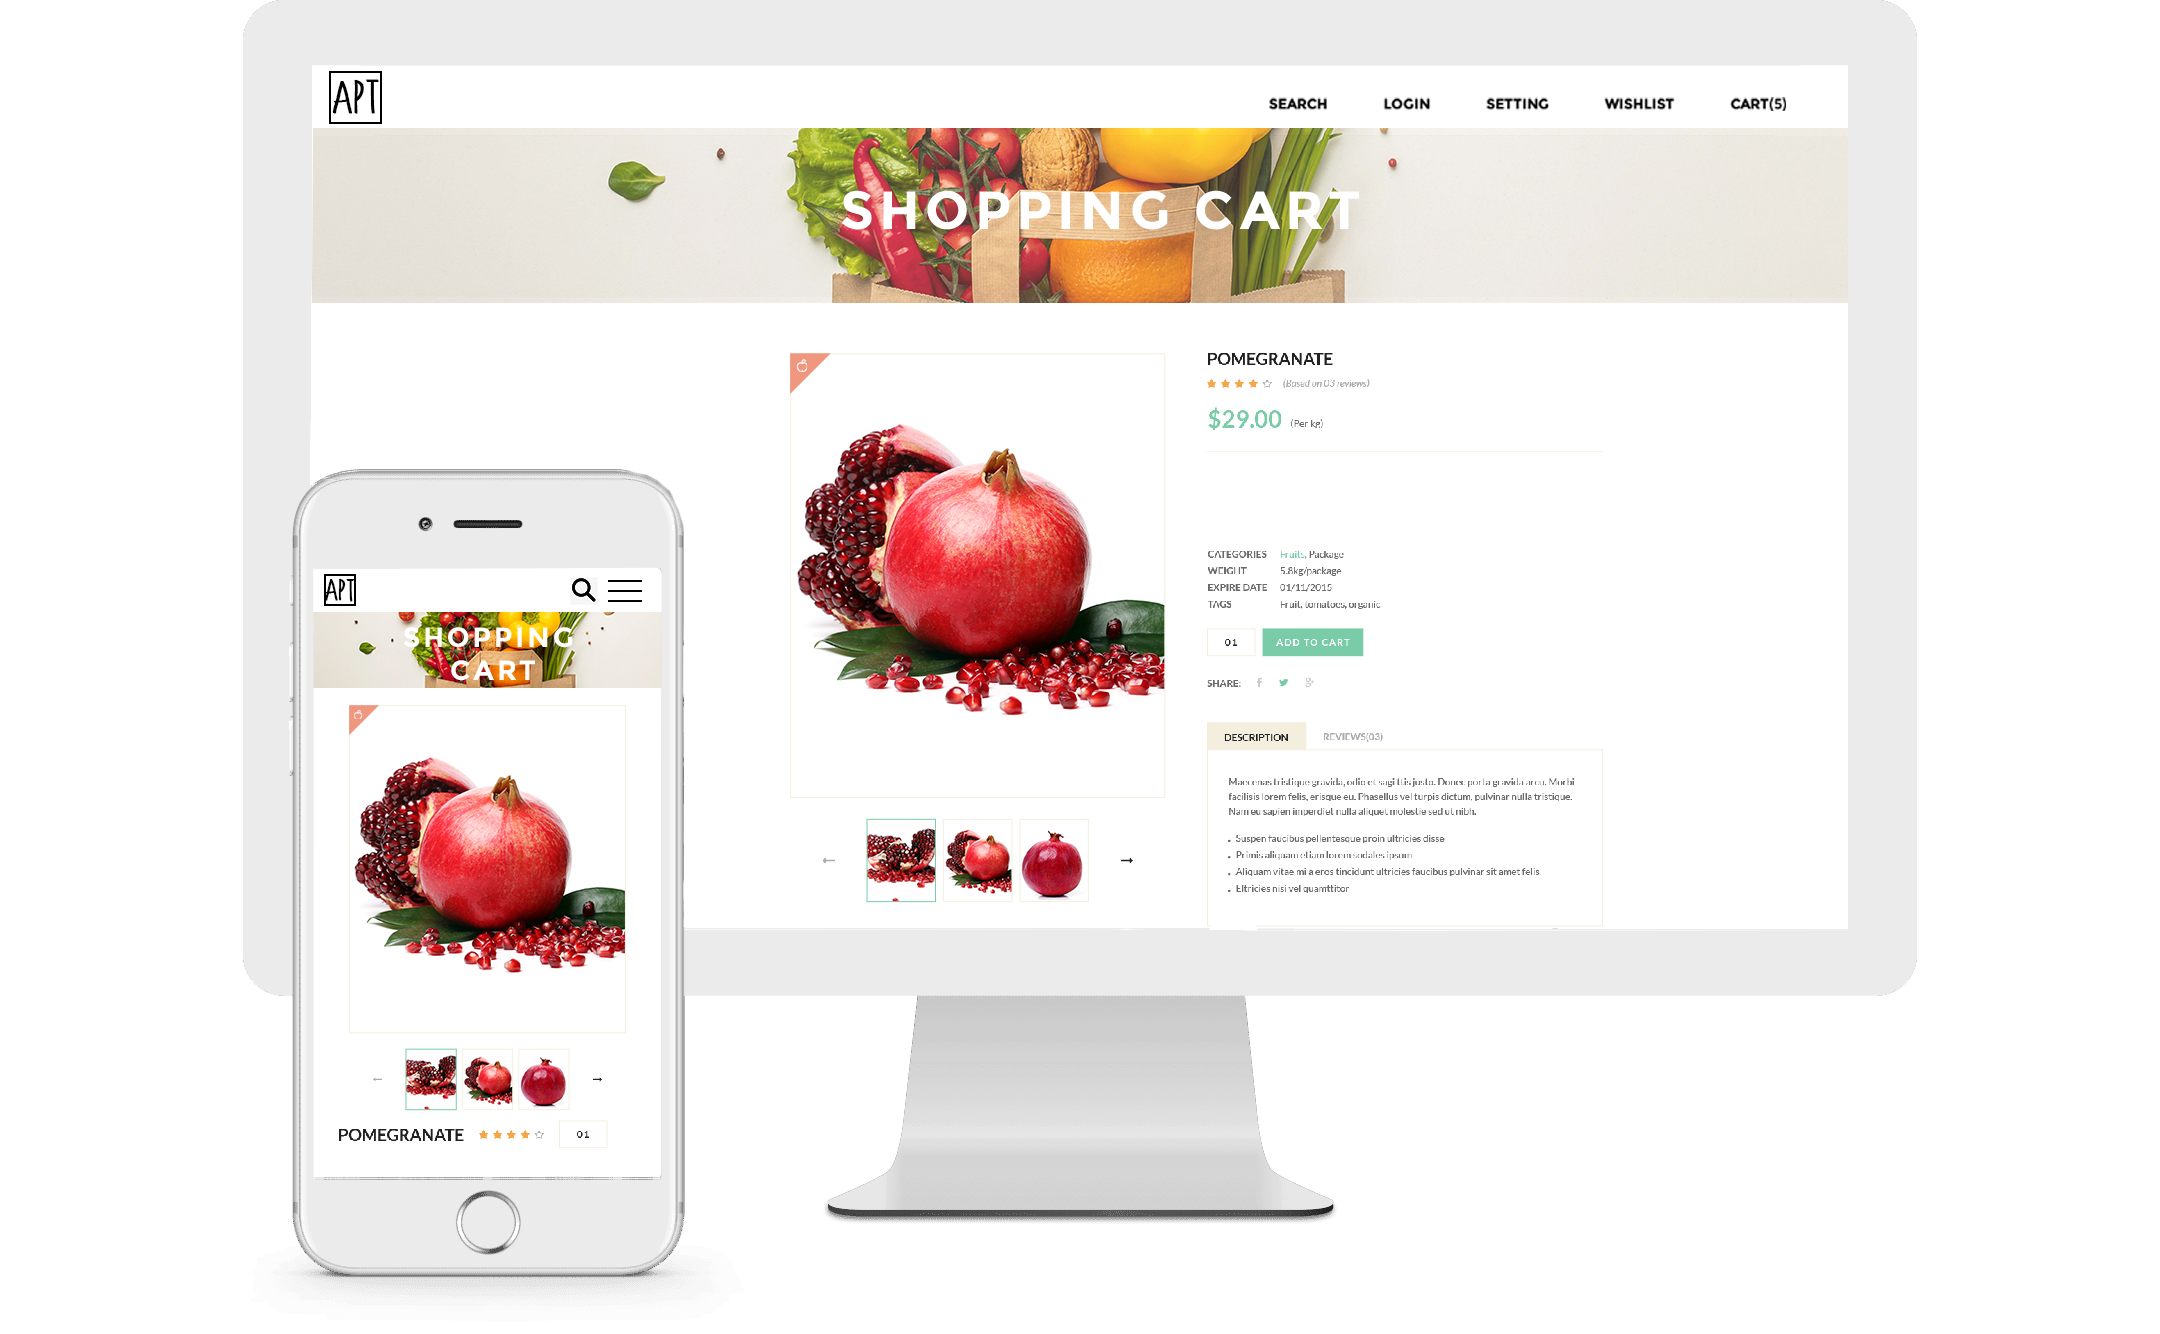 APT
SEARCH LOGIN SETTING WISHLIST CART(5)
SHOPPING CART
POMEGRANATE
(Based on 03 reviews)
$29.00 (Per kg)
CATEGORIES Fruits, Package
WEIGHT 5.8kg/package
EXPIRE DATE 01/11/2015
TAGS Fruit, tomatoes, organic
01 ADD TO CART
SHARE:
DESCRIPTION REVIEWS(03)
Maecenas tristique gravida, odio et sagi ttis justo. Donec porta gravida arcu. Morbi
facilisis lorem felis, erisque eu. Phasellus vel turpis dictum, pulvinar nulla tristique.
Nam eu sapien imperdiet nulla aliquet molestie sed ut nibh.
• Suspen faucibus pellentesque proin ultricies disse
• Primis aliquam etiam lorem sodales ipsum
• Aliquam vitae mi a eros tincidunt ultricies faucibus pulvinar sit amet felis
• Eltricies nisi vel quamttitor
APT
SHOPPING
CART
POMEGRANATE 01